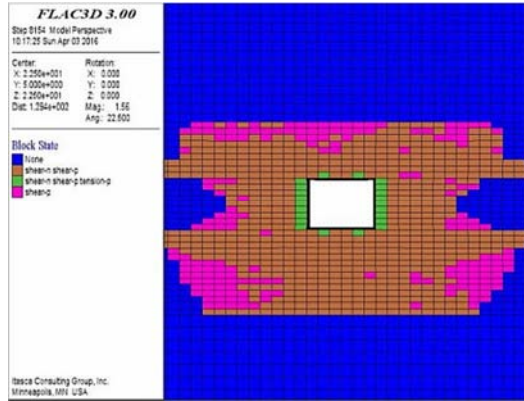 FLAC3D 3.00
Step 8154 Model Perspective
10:17:25 Sun Apr 03 2016
Center: Rotation:
X: 2.250e+001 X: 0.000
Y: 5.000e+000 Y: 0.000
Z: 2.250e+001 Z: 0.000
Dist: 1.264e+002 Mag.: 1.56
Ang.: 22.500
Block State
None
shear-n shear-p
shear-n shear-p tension-p
shear-p
Itasca Consulting Group, Inc.
Minneapolis, MN USA